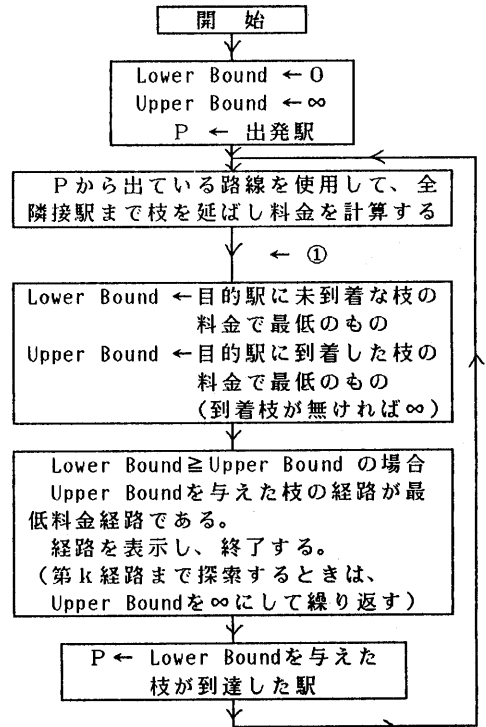 開 始
Lower Bound ←0
Upper Bound ←∞
P ← 出発駅
Pから出ている路線を使用して、全
隣接駅まで枝を延ばし料金を計算する
← ①
Lower Bound ←目的駅に未到着な枝の
料金で最低のもの
Upper Bound ←目的駅に到着した枝の
料金で最低のもの
(到着枝が無ければ∞)
Lower Bound≧Upper Bound の場合
Upper Boundを与えた枝の経路が最
低料金経路である。
経路を表示し、終了する。
(第k経路まで探索するときは、
Upper Boundを∞にして繰り返す)
P← Lower Boundを与えた
枝が到達した駅